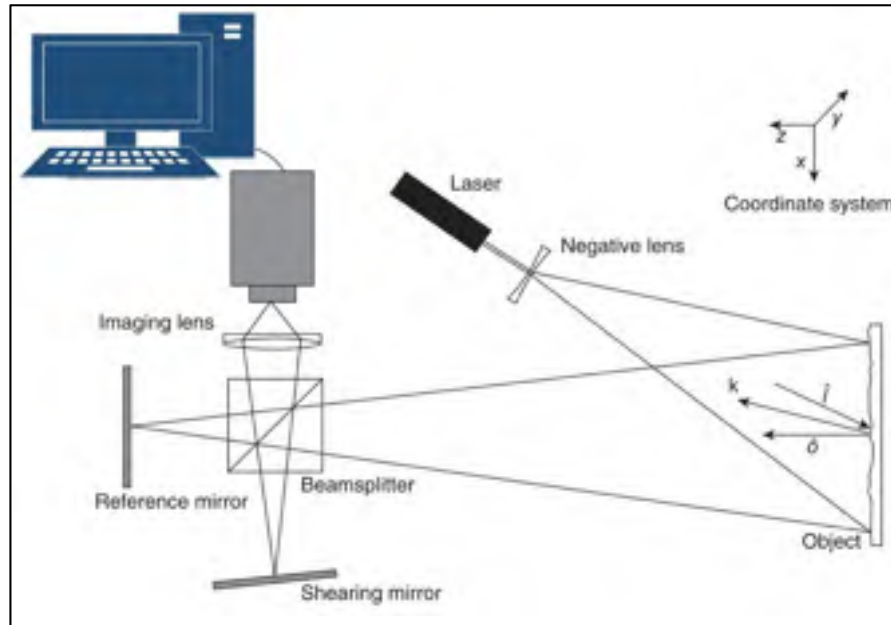 Laser
z
y
x
Coordinate system
Negative lens
Imaging lens
k
î
ô
Reference mirror
Beamsplitter
Object
Shearing mirror